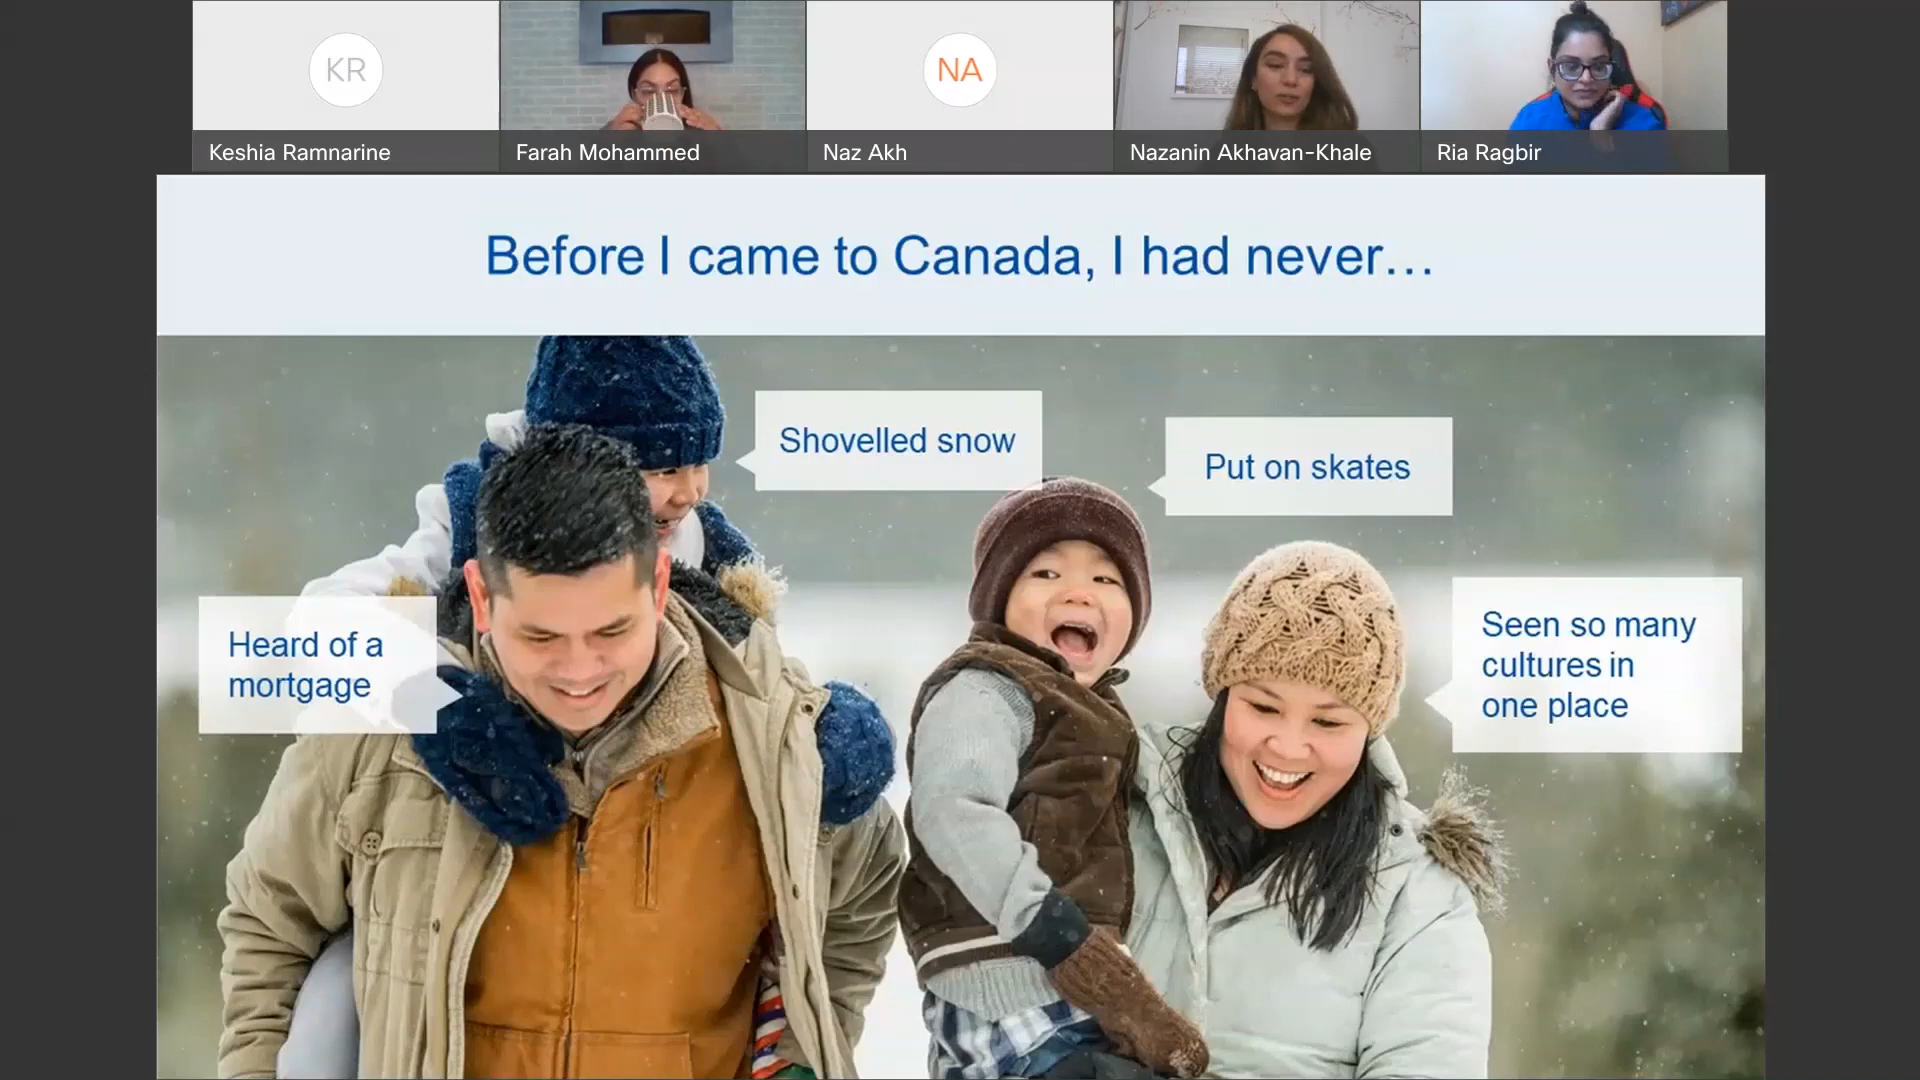 KR
NA
Keshia Ramnarine
Farah Mohammed
Naz Akh
Nazanin Akhavan-Khale
Ria Ragbir
Before I came to Canada, I had never…
Shovelled snow
Put on skates
Heard of a
mortgage
Seen so many
cultures in
one place